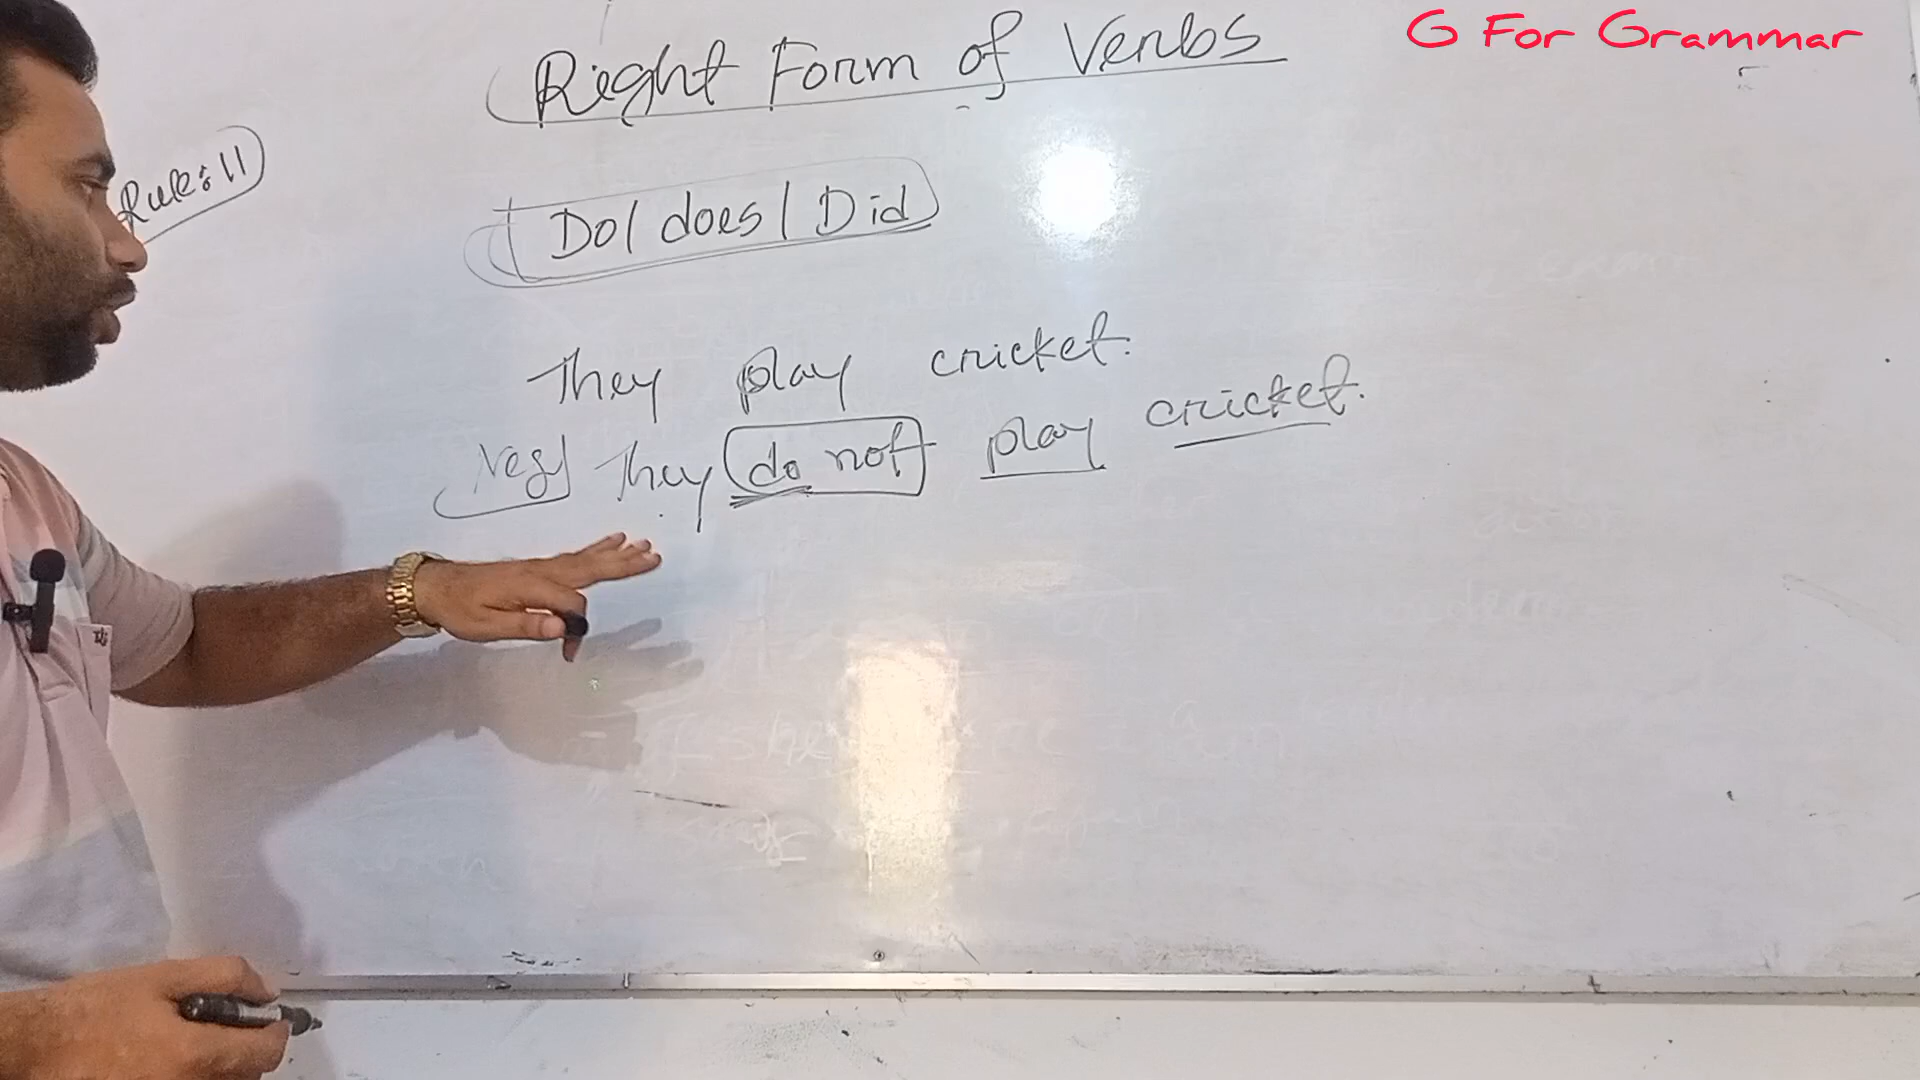 G For Grammar
Right Form of Verbs
Rule: 11
Do/does/Did
They play cricket.
Neg/ They do not play cricket.